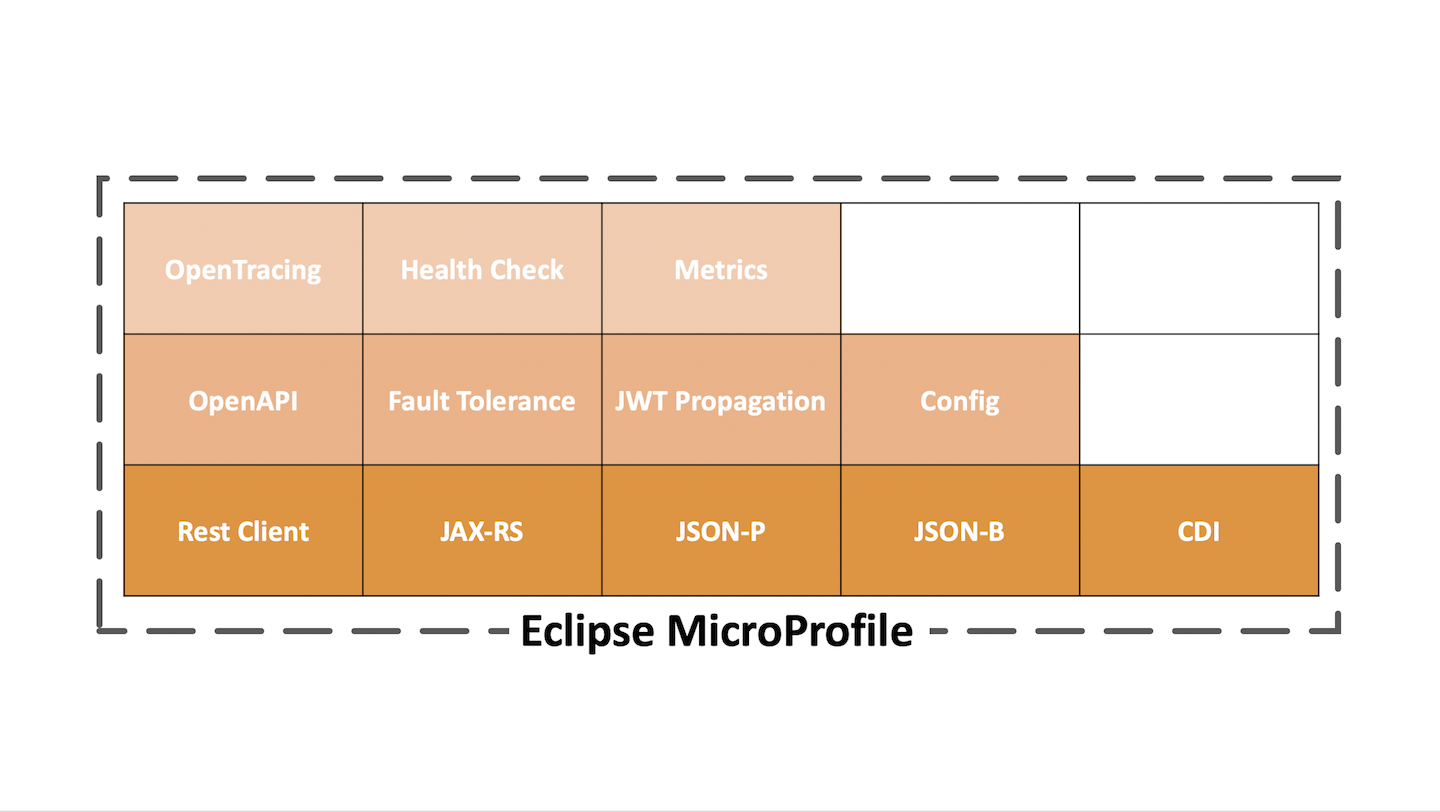 OpenTracing
Health Check
Metrics
OpenAPI
Fault Tolerance
JWT Propagation
Config
Rest Client
JAX-RS
JSON-P
JSON-B
CDI
Eclipse MicroProfile